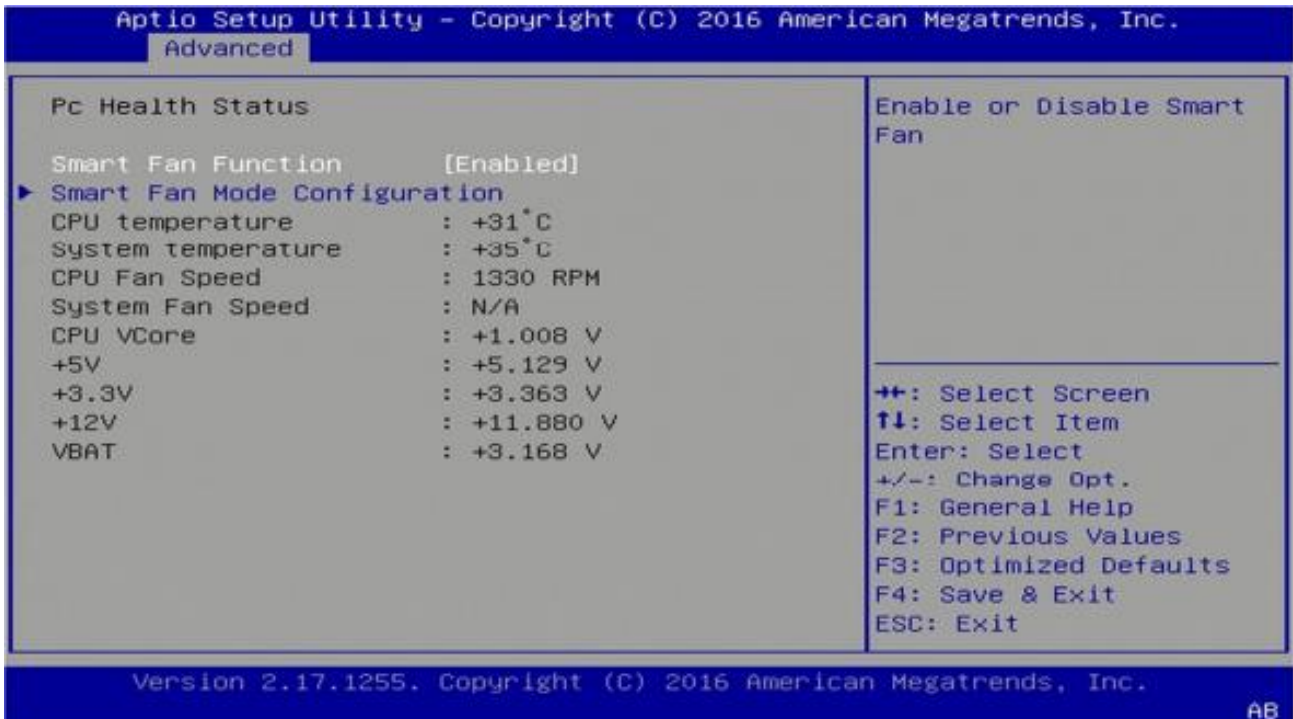 Aptio Setup Utility – Copyright (C) 2016 American Megatrends, Inc.
Advanced
Pc Health Status
Smart Fan Function [Enabled]
▶ Smart Fan Mode Configuration
CPU temperature : +31°C
System temperature : +35°C
CPU Fan Speed : 1330 RPM
System Fan Speed : N/A
CPU VCore : +1.008 V
+5V : +5.129 V
+3.3V : +3.363 V
+12V : +11.880 V
VBAT : +3.168 V
Enable or Disable Smart
Fan
→←: Select Screen
↑↓: Select Item
Enter: Select
+/-: Change Opt.
F1: General Help
F2: Previous Values
F3: Optimized Defaults
F4: Save & Exit
ESC: Exit
Version 2.17.1255. Copyright (C) 2016 American Megatrends, Inc.
AB